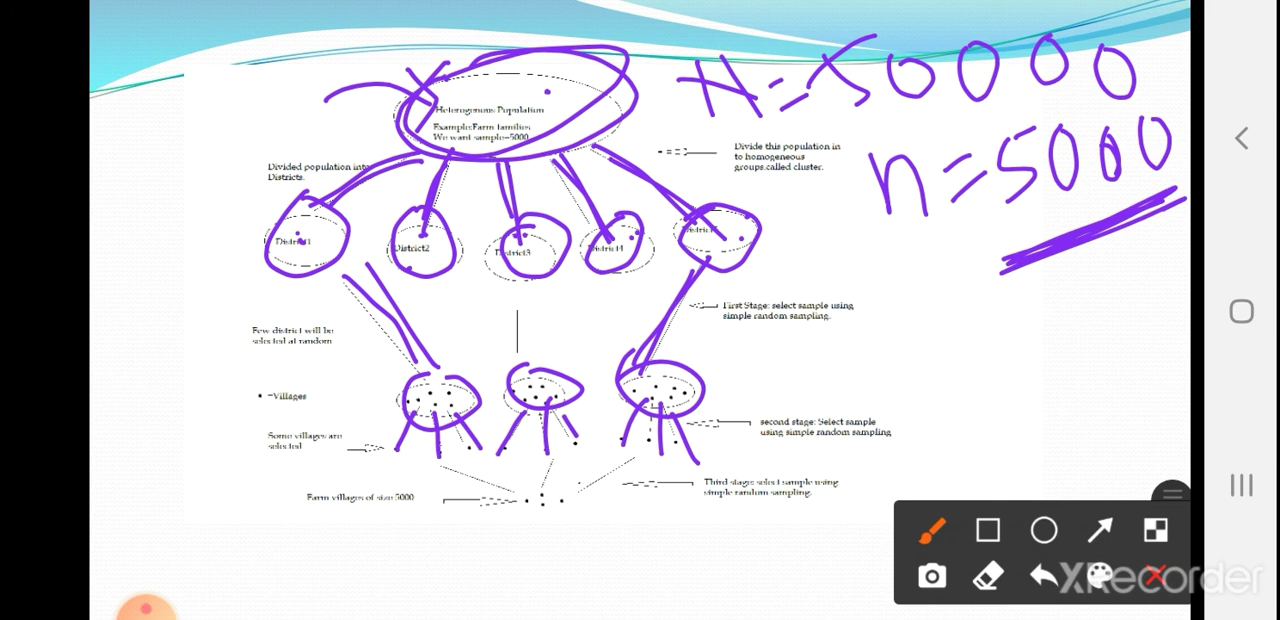 N=50000
n=5000
Heterogenous Population
Example:Farm families
We want sample=5000
Divide this population in
to homogeneous
groups,called cluster.
Divided population into
Districts.
District1
District2
District3
District4
First Stage: select sample using
simple random sampling.
Few district will be
selected at random
=Villages
second stage: Select sample
using simple random sampling
Some villages are
selected
Third stage: select sample using
simple random sampling.
Farm villages of size 5000
XRecorder